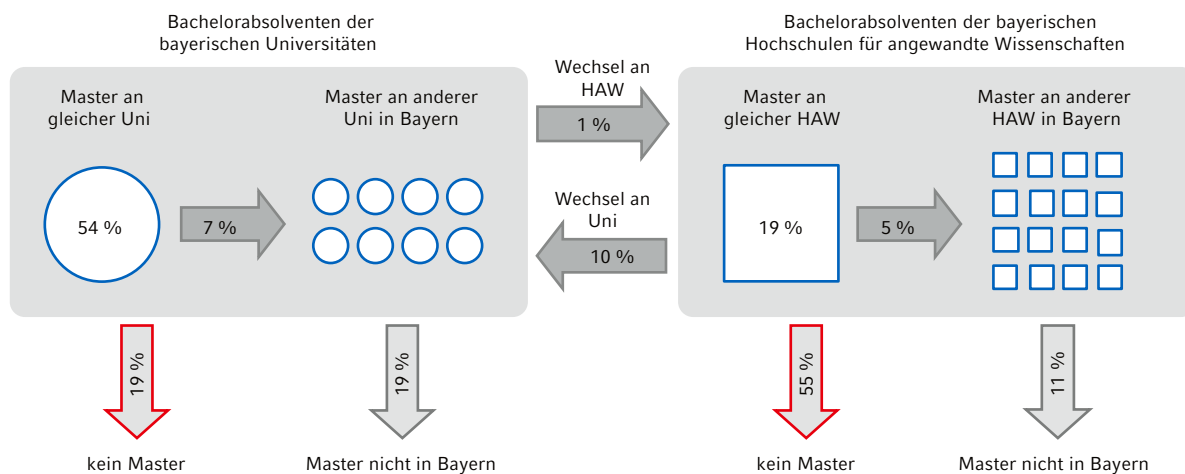 Bachelorabsolventen der
bayerischen Universitäten
Bachelorabsolventen der bayerischen
Hochschulen für angewandte Wissenschaften
Master an
gleicher Uni
Master an anderer
Uni in Bayern
Wechsel an
HAW
1 %
Master an
gleicher HAW
Master an anderer
HAW in Bayern
54 %
7 %
Wechsel an
Uni
10 %
19 %
5 %
19 %
19 %
55 %
11 %
kein Master
Master nicht in Bayern
kein Master
Master nicht in Bayern